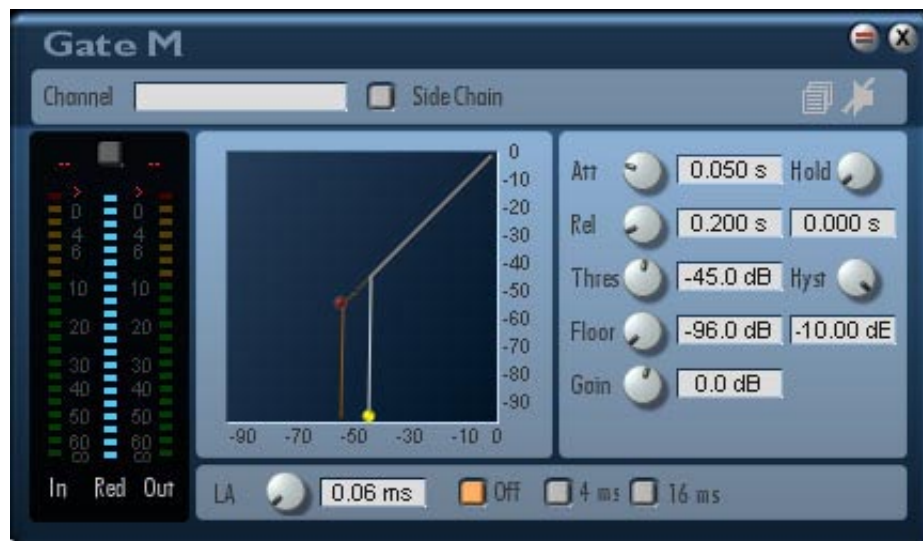 Gate M
Channel
Side Chain
-- --
> >
0 0
4 4
6 6
10 10
20 20
30 30
40 40
50 50
60 60
∞ ∞
In Red Out
0
-10
-20
-30
-40
-50
-60
-70
-80
-90
-90 -70 -50 -30 -10 0
Att 0.050 s Hold
Rel 0.200 s 0.000 s
Thres -45.0 dB Hyst
Floor -96.0 dB -10.00 dE
Gain 0.0 dB
LA 0.06 ms Off 4 ms 16 ms